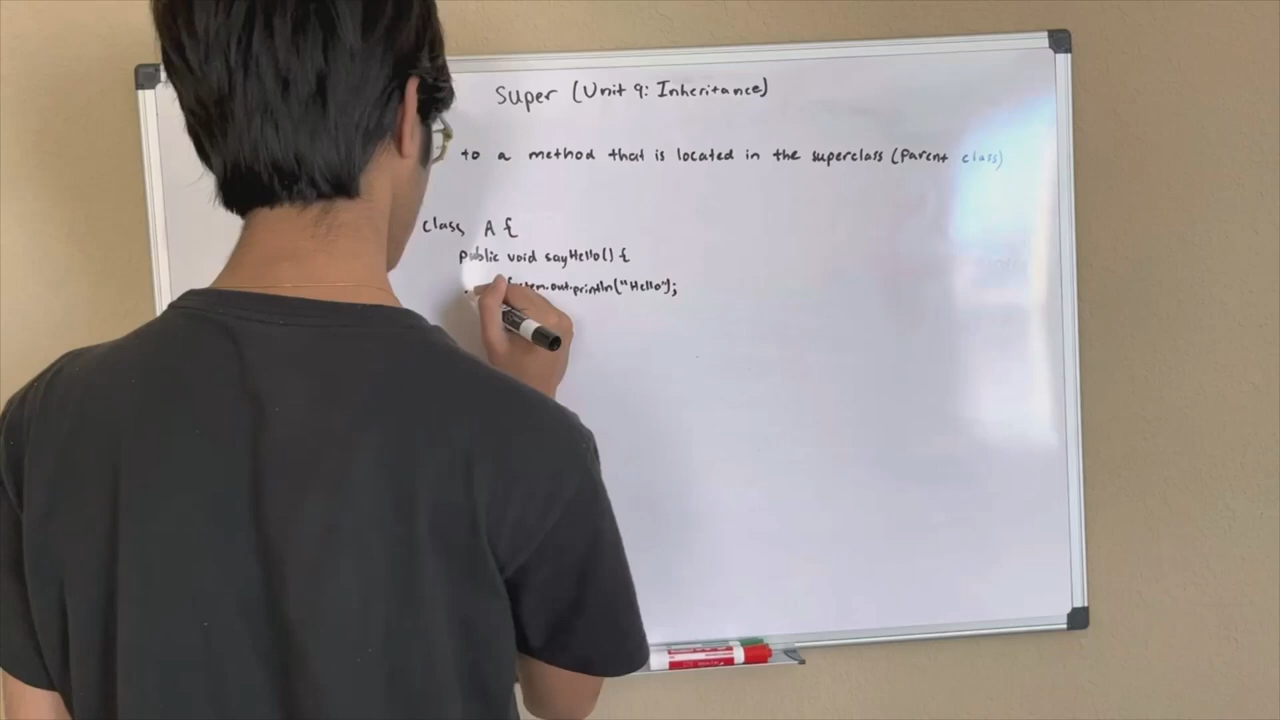 Super (Unit 9: Inheritance)
to a method that is located in the superclass (Parent class)
class A {
public void sayHello() {
System.out.println("Hello");